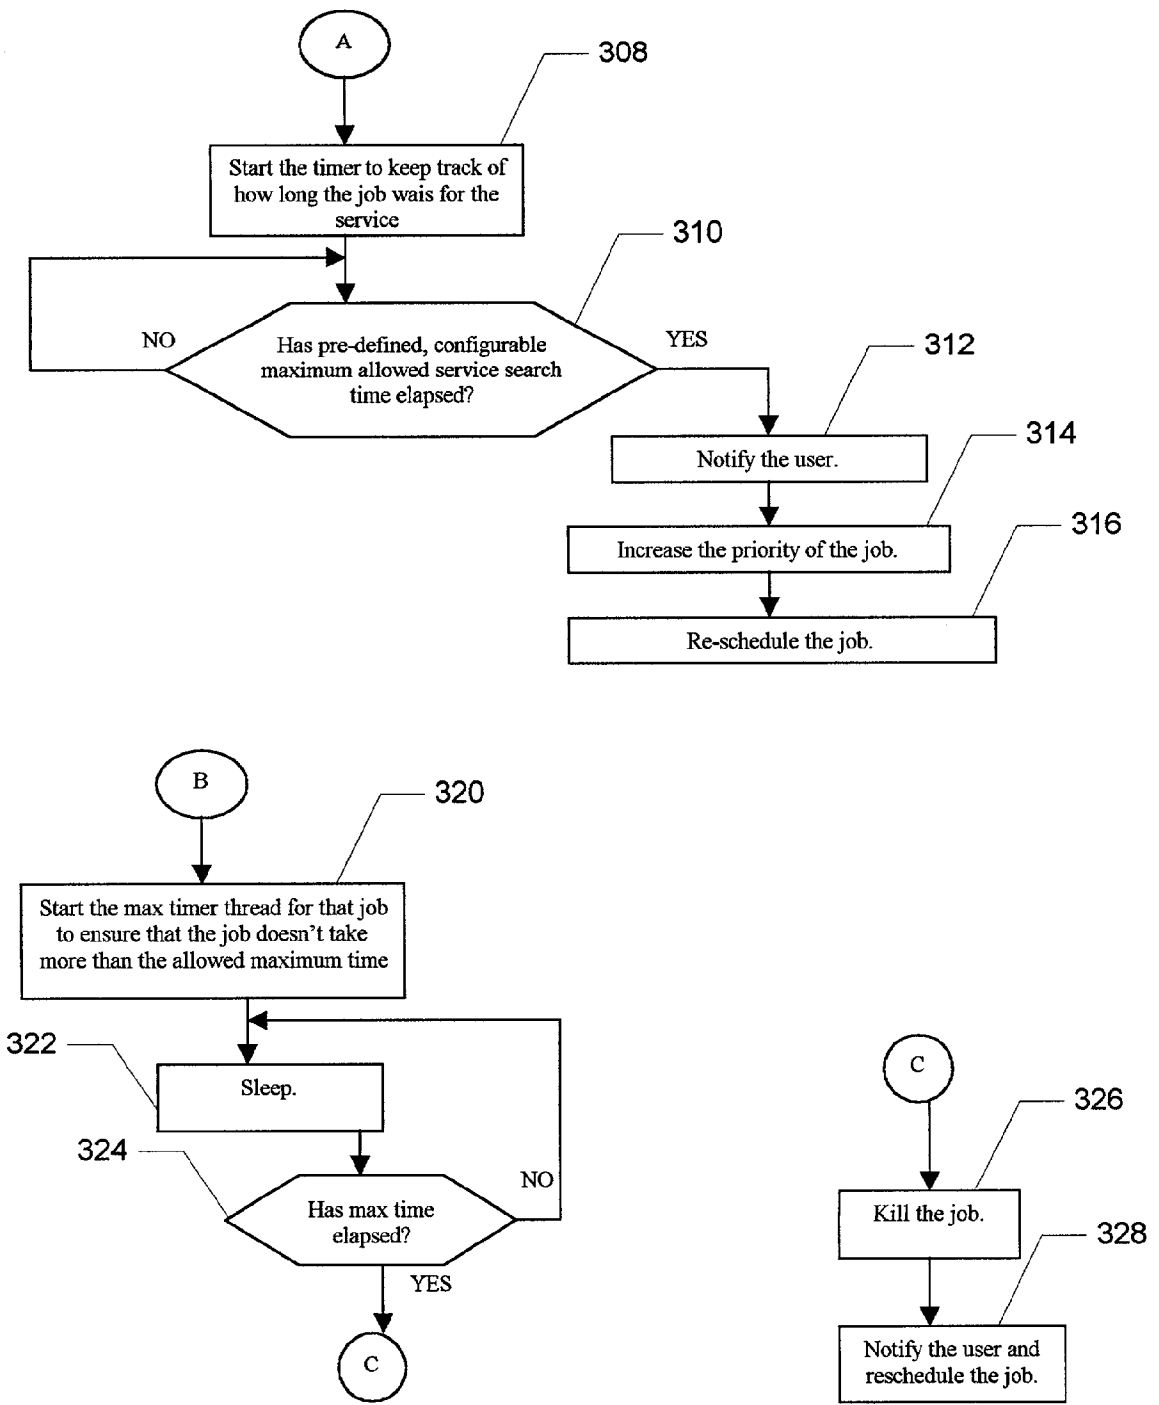 A
308
Start the timer to keep track of
how long the job wais for the
service
310
NO
Has pre-defined, configurable
maximum allowed service search
time elapsed?
YES
312
Notify the user.
314
Increase the priority of the job.
316
Re-schedule the job.
B
320
Start the max timer thread for that job
to ensure that the job doesn't take
more than the allowed maximum time
322
Sleep.
324
Has max time
elapsed?
NO
YES
C
C
326
Kill the job.
328
Notify the user and
reschedule the job.